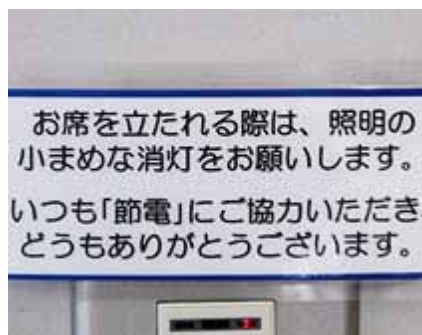 お席を立たれる際は、照明の
小まめな消灯をお願いします。
いつも「節電」にご協力いただき
どうもありがとうございます。